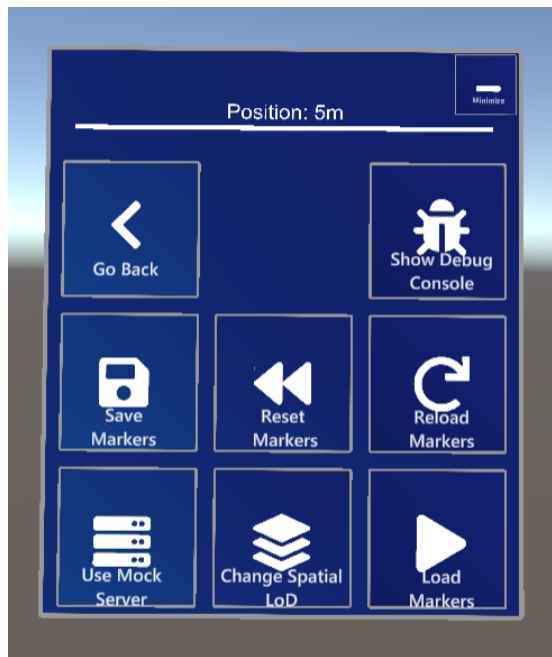 Minimize
Position: 5m
Go Back
Show Debug
Console
Save
Markers
Reset
Markers
Reload
Markers
Use Mock
Server
Change Spatial
LoD
Load
Markers